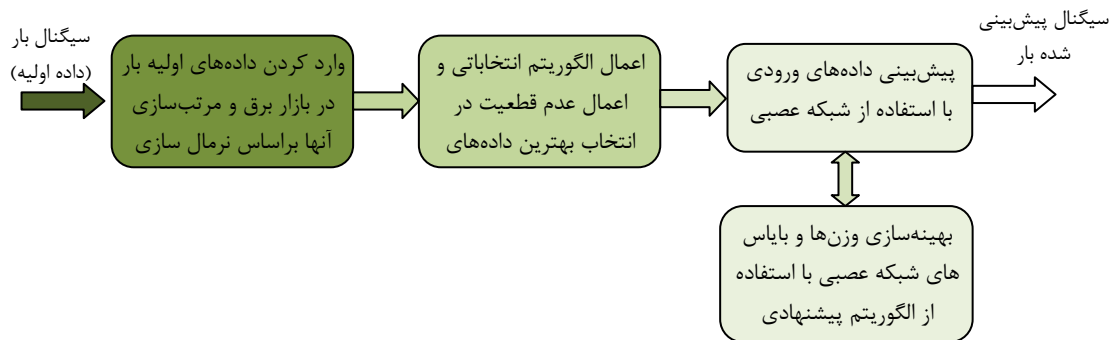 سیگنال بار
(داده اولیه)
وارد کردن داده‌های اولیه بار
در بازار برق و مرتب‌سازی
آنها براساس نرمال سازی
اعمال الگوریتم انتخاباتی و
اعمال عدم قطعیت در
انتخاب بهترین داده‌های
پیش‌بینی داده‌های ورودی
با استفاده از شبکه عصبی
سیگنال پیش‌بینی
شده بار
بهینه‌سازی وزن‌ها و بایاس
های شبکه عصبی با استفاده
از الگوریتم پیشنهادی